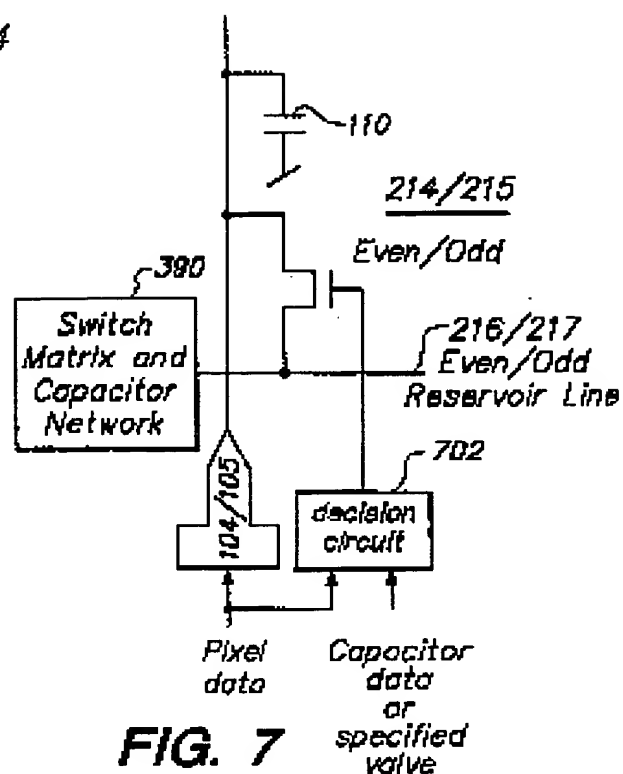 4
110
214/215
Even/Odd
390
Switch
Matrix and
Capacitor
Network
216/217
Even/Odd
Reservoir Line
702
104/105
decision
circuit
Pixel
data
Capacitor
data
or
specified
valve
FIG. 7